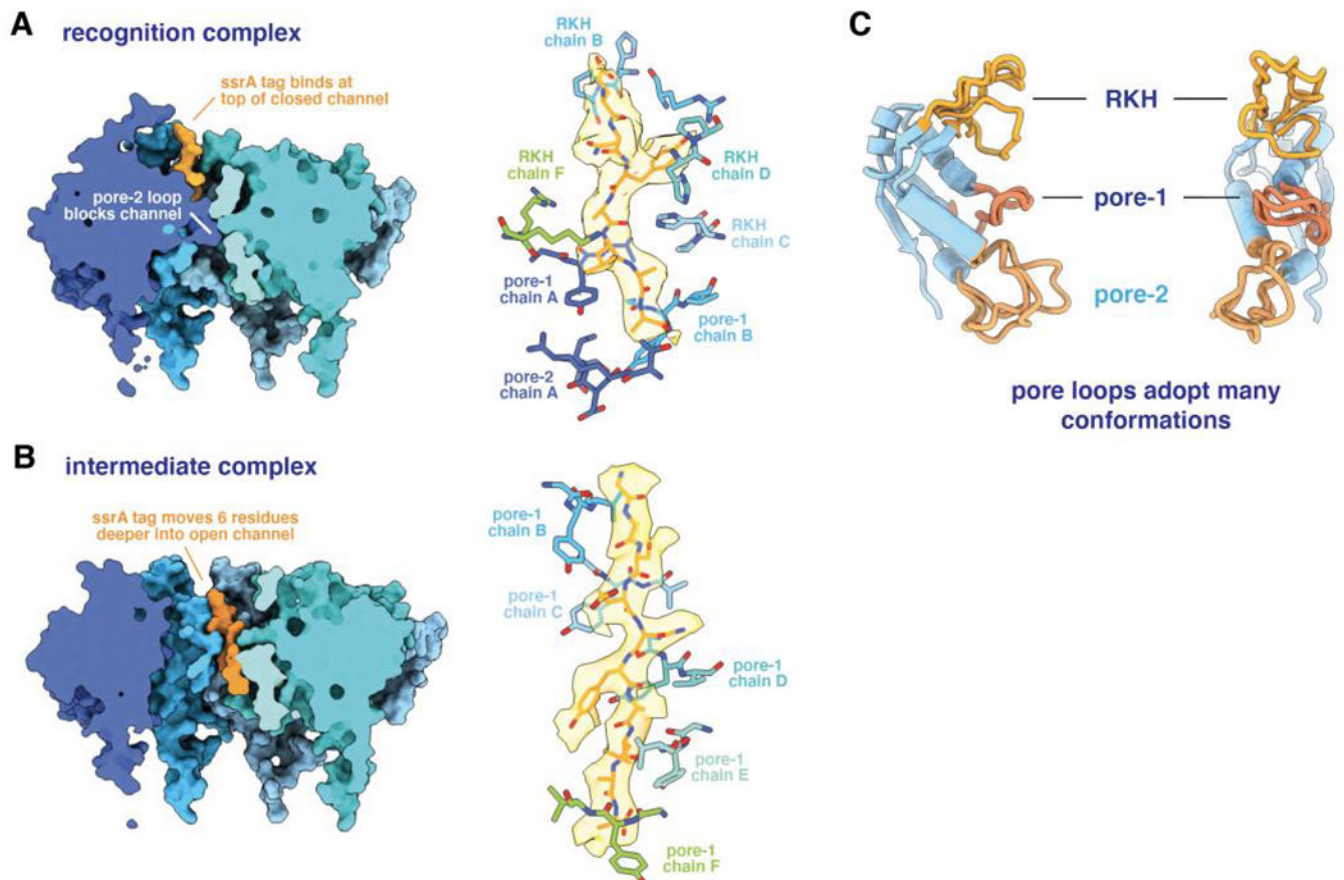 A
recognition complex
ssrA tag binds at
top of closed channel
pore-2 loop
blocks channel
RKH
chain B
RKH
chain F
RKH
chain D
RKH
chain C
pore-1
chain A
pore-1
chain B
pore-2
chain A
B
intermediate complex
ssrA tag moves 6 residues
deeper into open channel
pore-1
chain B
pore-1
chain C
pore-1
chain D
pore-1
chain E
pore-1
chain F
C
RKH
pore-1
pore-2
pore loops adopt many
conformations